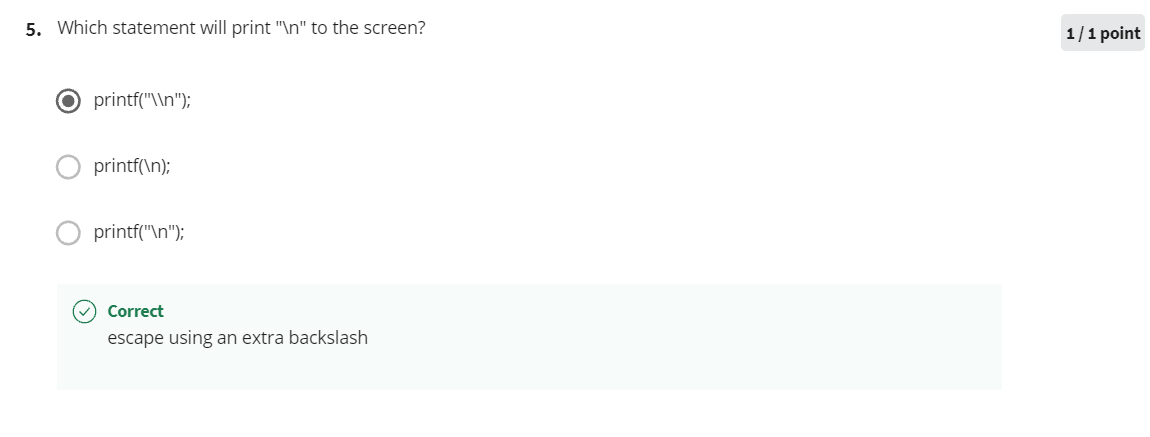 5. Which statement will print "\n" to the screen?
1 / 1 point
printf("\\n");
printf(\n);
printf("\n");
Correct
escape using an extra backslash